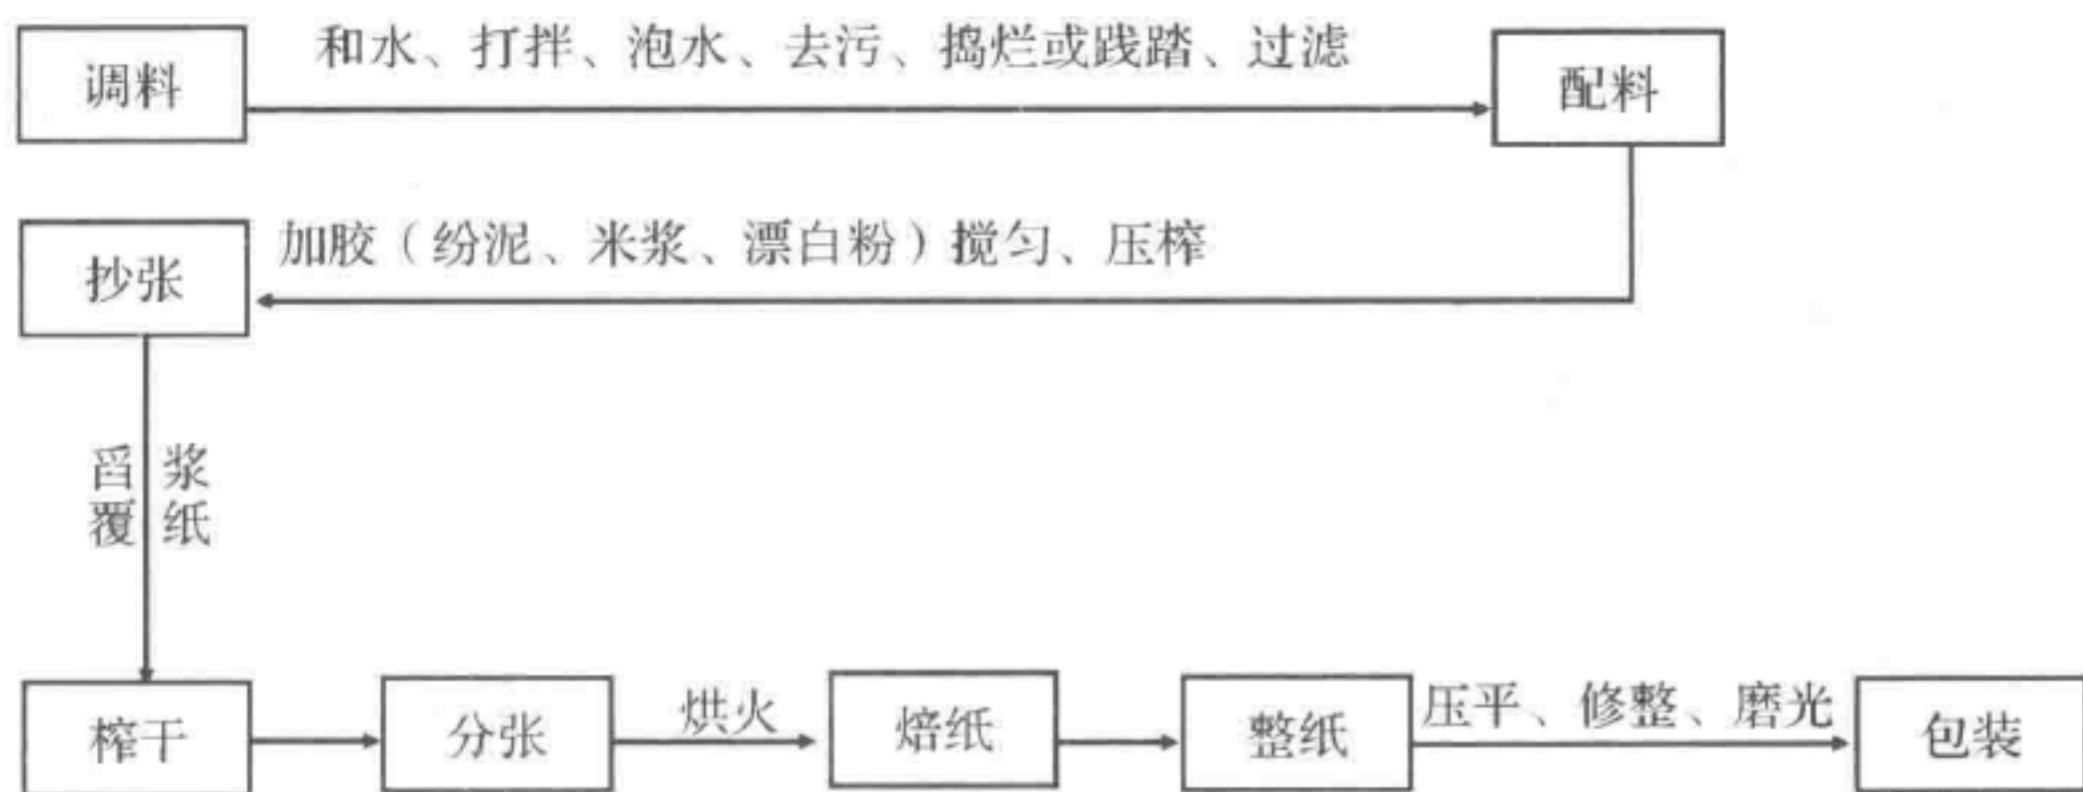 调料 和水、打拌、泡水、去污、捣烂或践踏、过滤 配料
抄张 加胶（纷泥、米浆、漂白粉）搅匀、压榨
舀浆
覆纸
榨干 分张 烘火 焙纸 整纸 压平、修整、磨光 包装